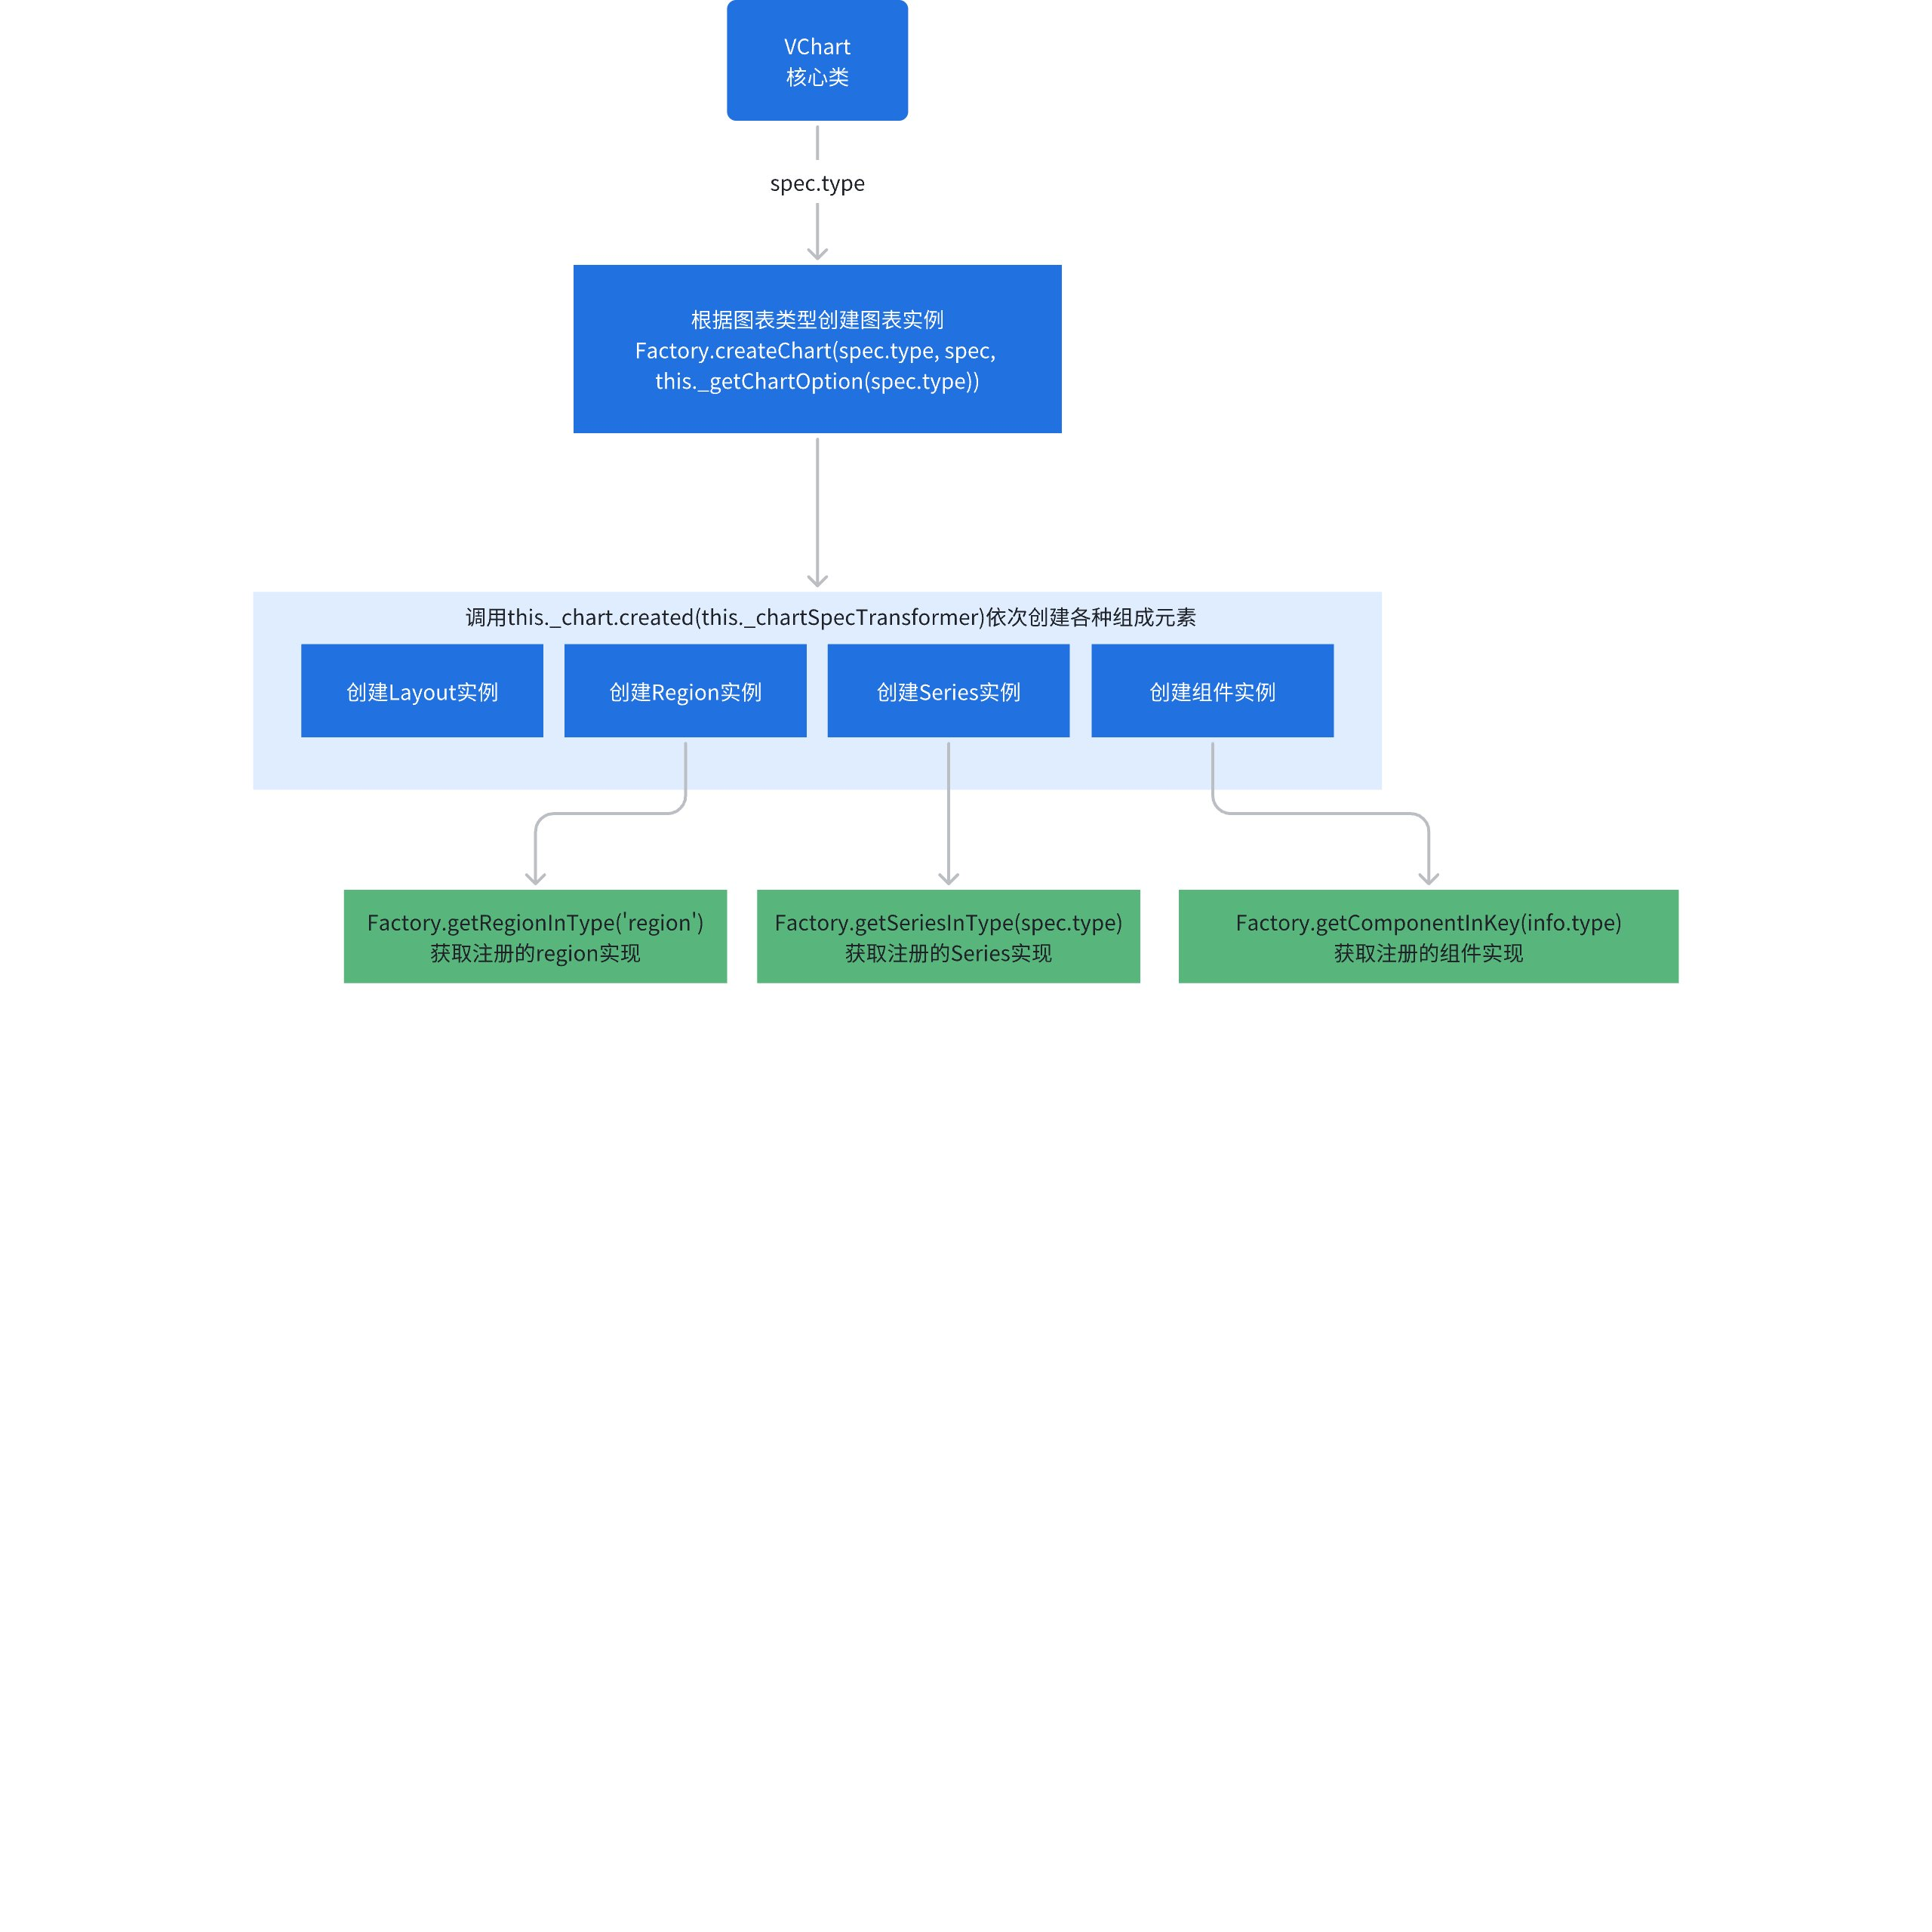 VChart
核心类
spec.type
根据图表类型创建图表实例
Factory.createChart(spec.type, spec,
this._getChartOption(spec.type))
调用this._chart.created(this._chartSpecTransformer)依次创建各种组成元素
创建Layout实例
创建Region实例
创建Series实例
创建组件实例
Factory.getRegionInType('region')
获取注册的region实现
Factory.getSeriesInType(spec.type)
获取注册的Series实现
Factory.getComponentInKey(info.type)
获取注册的组件实现